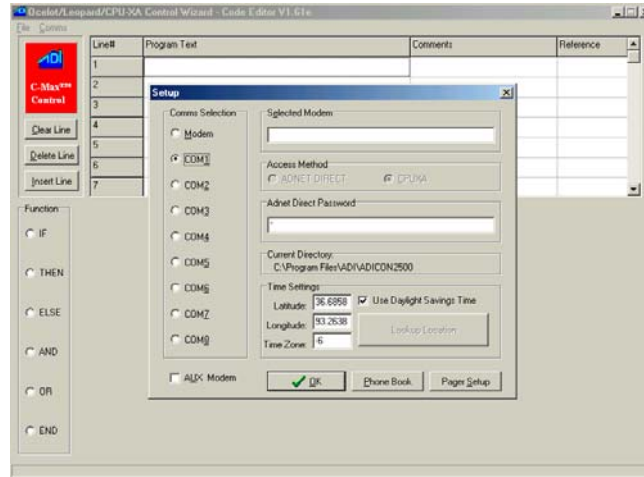 Ocelot/Leopard/CPU-XA Control Wizard - Code Editor V1.61e
File Comms
Line# Program Text Comments Reference
ADI
C-Max™
Control
Clear Line
Delete Line
Insert Line
1
2
3
4
5
6
7
Function
IF
THEN
ELSE
AND
OR
END
Setup
Comms Selection
Modem
COM1
COM2
COM3
COM4
COM5
COM6
COM7
COM8
AUX Modem
Selected Modem
Access Method
ADNET DIRECT CPUXA
Adnet Direct Password
Current Directory:
C:\Program Files\ADI\ADICON2500
Time Settings
Latitude: 36.6858 Use Daylight Savings Time
Longitude: 93.2638 Lookup Location
Time Zone: -6
OK Phone Book Pager Setup